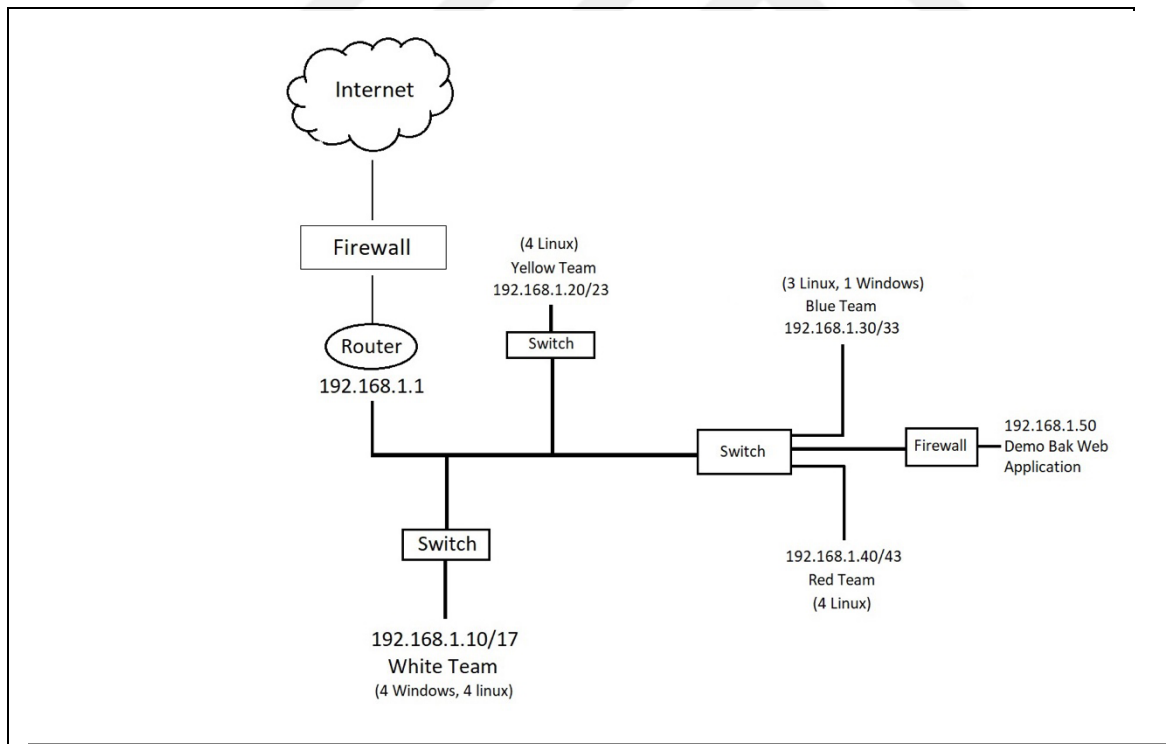 Internet
Firewall
Router
192.168.1.1
(4 Linux)
Yellow Team
192.168.1.20/23
Switch
(3 Linux, 1 Windows)
Blue Team
192.168.1.30/33
Switch
Firewall
192.168.1.50
Demo Bak Web
Application
192.168.1.40/43
Red Team
(4 Linux)
Switch
192.168.1.10/17
White Team
(4 Windows, 4 linux)